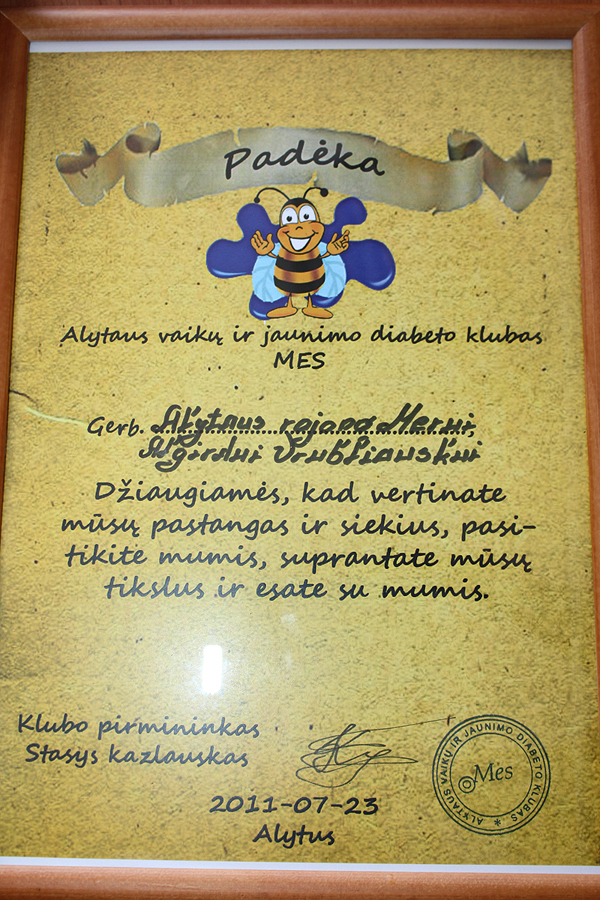 Padėka
Alytaus vaikų ir jaunimo diabeto klubas
MES
Gerb. Alytaus rajono Merui,
Algirdui Vrubliauskui
Džiaugiamės, kad vertinate
mūsų pastangas ir siekius, pasi-
tikite mumis, suprantate mūsų
tikslus ir esate su mumis.
Klubo pirmininkas
Stasys kazlauskas
ALYTAUS VAIKŲ IR JAUNIMO DIABETO KLUBAS *
Mes
2011-07-23
Alytus